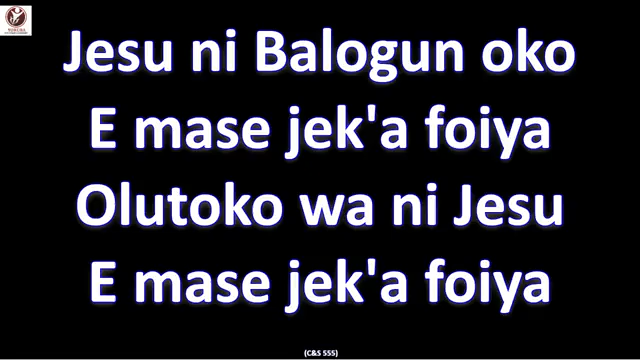 Jesu ni Balogun oko
E mase jek'a foiya
Olutoko wa ni Jesu
E mase jek'a foiya
(C&S 555)